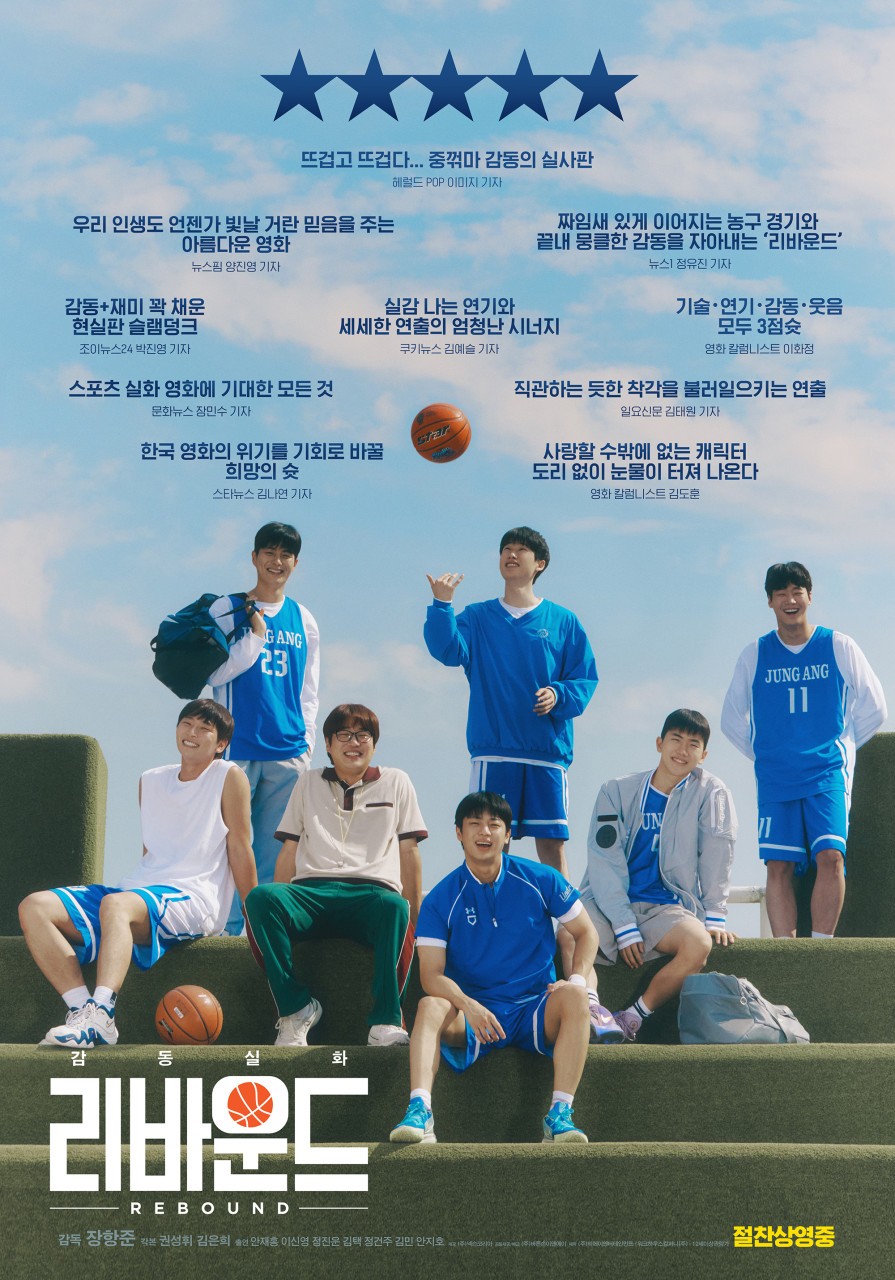 뜨겁고 뜨겁다... 중꺾마 감동의 실사판
헤럴드 POP 이미지 기자
우리 인생도 언젠가 빛날 거란 믿음을 주는
아름다운 영화
뉴스핌 양진영 기자
짜임새 있게 이어지는 농구 경기와
끝내 뭉클한 감동을 자아내는 ‘리바운드’
뉴스1 정유진 기자
감동+재미 꽉 채운
현실판 슬램덩크
조이뉴스24 박진영 기자
실감 나는 연기와
세세한 연출의 엄청난 시너지
쿠키뉴스 김예슬 기자
기술·연기·감동·웃음
모두 3점슛
영화 칼럼니스트 이화정
스포츠 실화 영화에 기대한 모든 것
문화뉴스 장민수 기자
직관하는 듯한 착각을 불러일으키는 연출
일요신문 김태원 기자
한국 영화의 위기를 기회로 바꿀
희망의 슛
스타뉴스 김나연 기자
사랑할 수밖에 없는 캐릭터
도리 없이 눈물이 터져 나온다
영화 칼럼니스트 김도훈
STAR
JUNG ANG
23
JUNG ANG
11
11
감동실화
리바운드
REBOUND
감독 장항준 각본 권성휘 김은희 출연 안재홍 이신영 정진운 김택 정건주 김민 안지호
절찬상영중